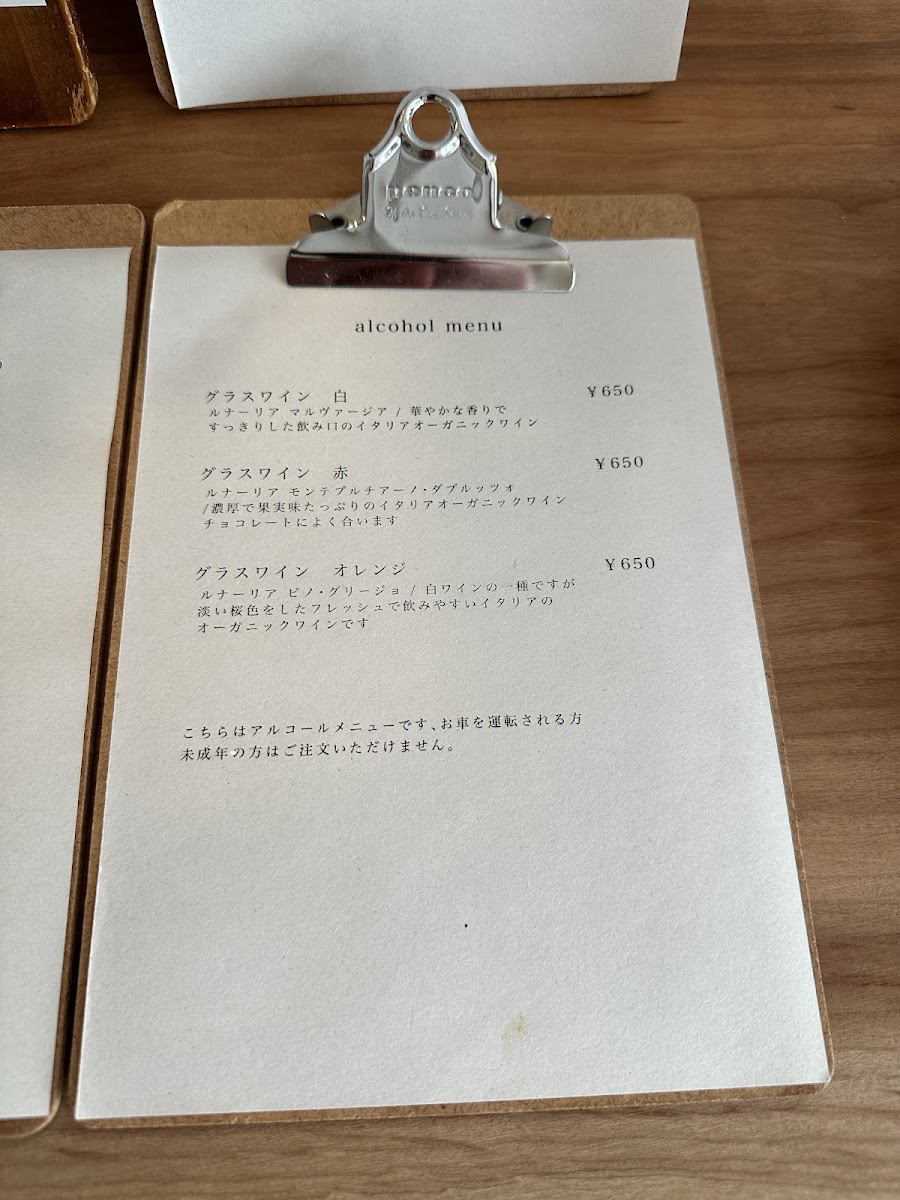 penco
alcohol menu
グラスワイン 白 ¥650
ルナーリア マルヴァージア / 華やかな香りで
すっきりした飲み口のイタリアオーガニックワイン
グラスワイン 赤 ¥650
ルナーリア モンテプルチアーノ・ダブルッツォ
/濃厚で果実味たっぷりのイタリアオーガニックワイン
チョコレートによく合います
グラスワイン オレンジ ¥650
ルナーリア ピノ・グリージョ / 白ワインの一種ですが
淡い桜色をしたフレッシュで飲みやすいイタリアの
オーガニックワインです
こちらはアルコールメニューです、お車を運転される方
未成年の方はご注文いただけません。